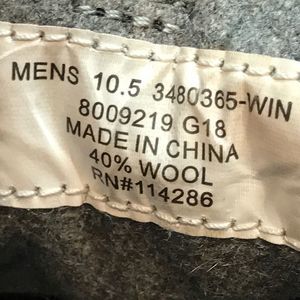 MENS 10.5 3480365-WIN
8009219 G18
MADE IN CHINA
40% WOOL
RN#114286